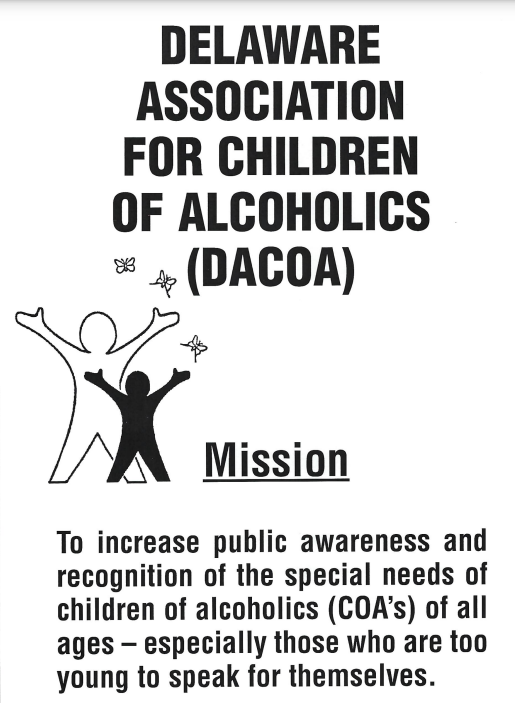 DELAWARE
ASSOCIATION
FOR CHILDREN
OF ALCOHOLICS
(DACOA)
Mission
To increase public awareness and
recognition of the special needs of
children of alcoholics (COA's) of all
ages – especially those who are too
young to speak for themselves.